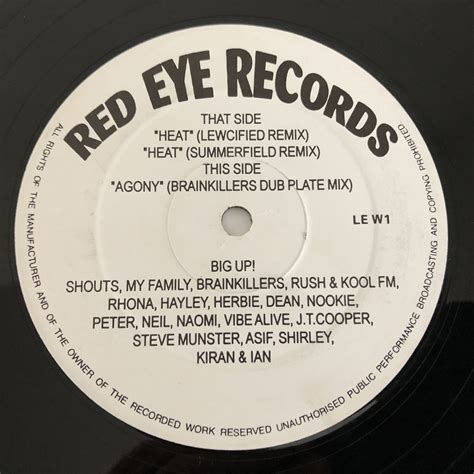 RED EYE RECORDS
THAT SIDE
"HEAT" (LEWCIFIED REMIX)
"HEAT" (SUMMERFIELD REMIX)
THIS SIDE
"AGONY" (BRAINKILLERS DUB PLATE MIX)
LE W1
BIG UP!
SHOUTS, MY FAMILY, BRAINKILLERS, RUSH & KOOL FM,
RHONA, HAYLEY, HERBIE, DEAN, NOOKIE,
PETER, NEIL, NAOMI, VIBE ALIVE, J.T.COOPER,
STEVE MUNSTER, ASIF, SHIRLEY,
KIRAN & IAN
ALL RIGHTS OF THE MANUFACTURER AND OF THE OWNER OF THE RECORDED WORK RESERVED UNAUTHORISED PUBLIC PERFORMANCE BROADCASTING AND COPYING PROHIBITED